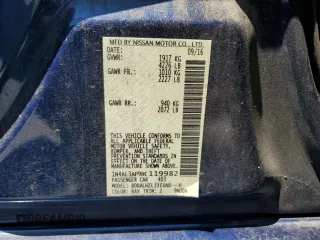 MFD BY NISSAN MOTOR CO., LTD.
DATE: 09/16
GVWR: 1917 KG
4226 LB
GAWR FR: 1010 KG
2227 LB
GAWR RR: 940 KG
2072 LB
THIS VEHICLE CONFORMS TO ALL APPLICABLE FEDERAL MOTOR VEHICLE SAFETY, BUMPER, AND THEFT PREVENTION STANDARDS IN EFFECT ON THE DATE OF MANUFACTURE SHOWN ABOVE.
119982
PASSENGER CAR
MODEL:
COLOR: RAY TRIM: